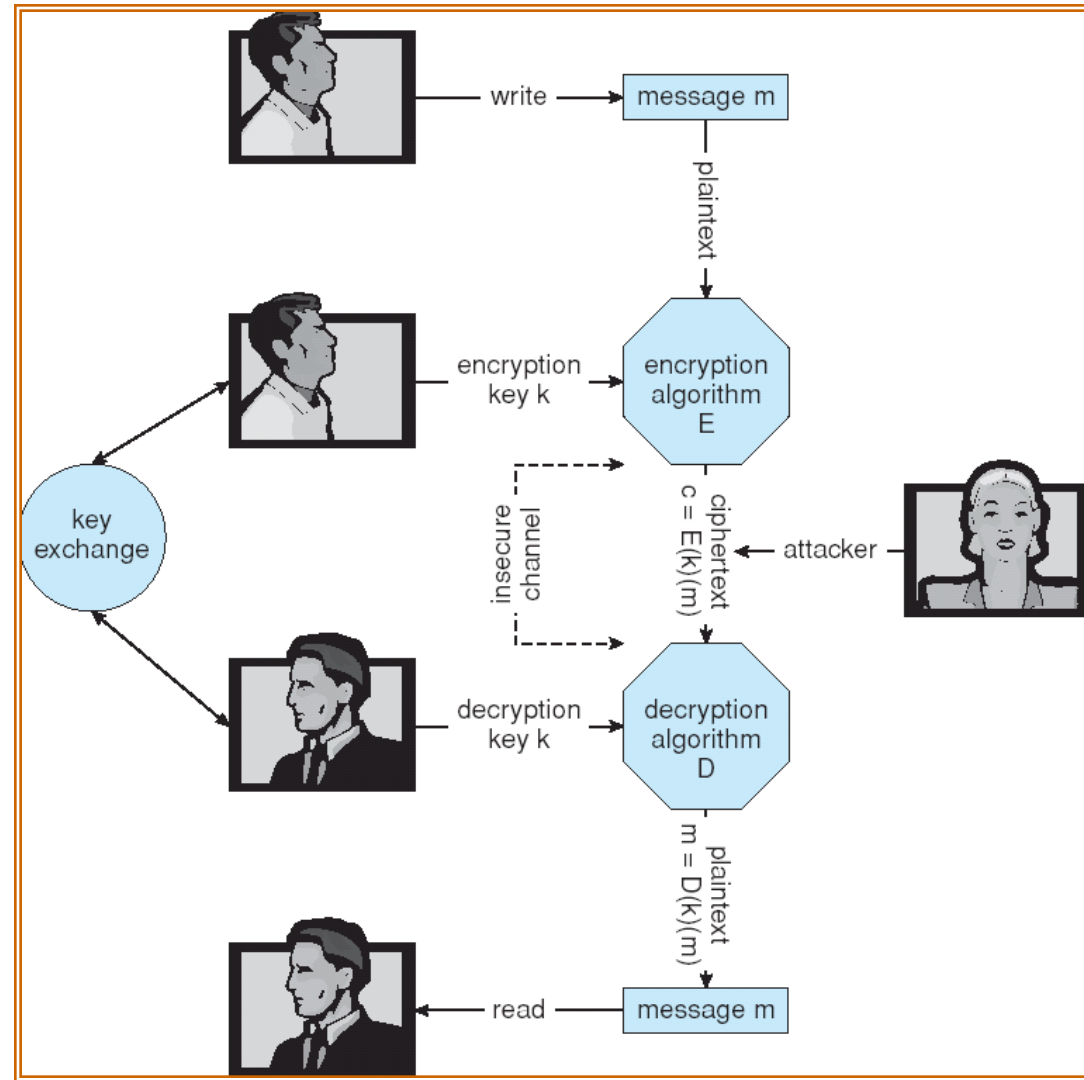 write
message m
plaintext
encryption
key k
encryption
algorithm
E
key
exchange
insecure
channel
ciphertext
c = E(k)(m)
attacker
decryption
key k
decryption
algorithm
D
plaintext
m = D(k)(m)
read
message m